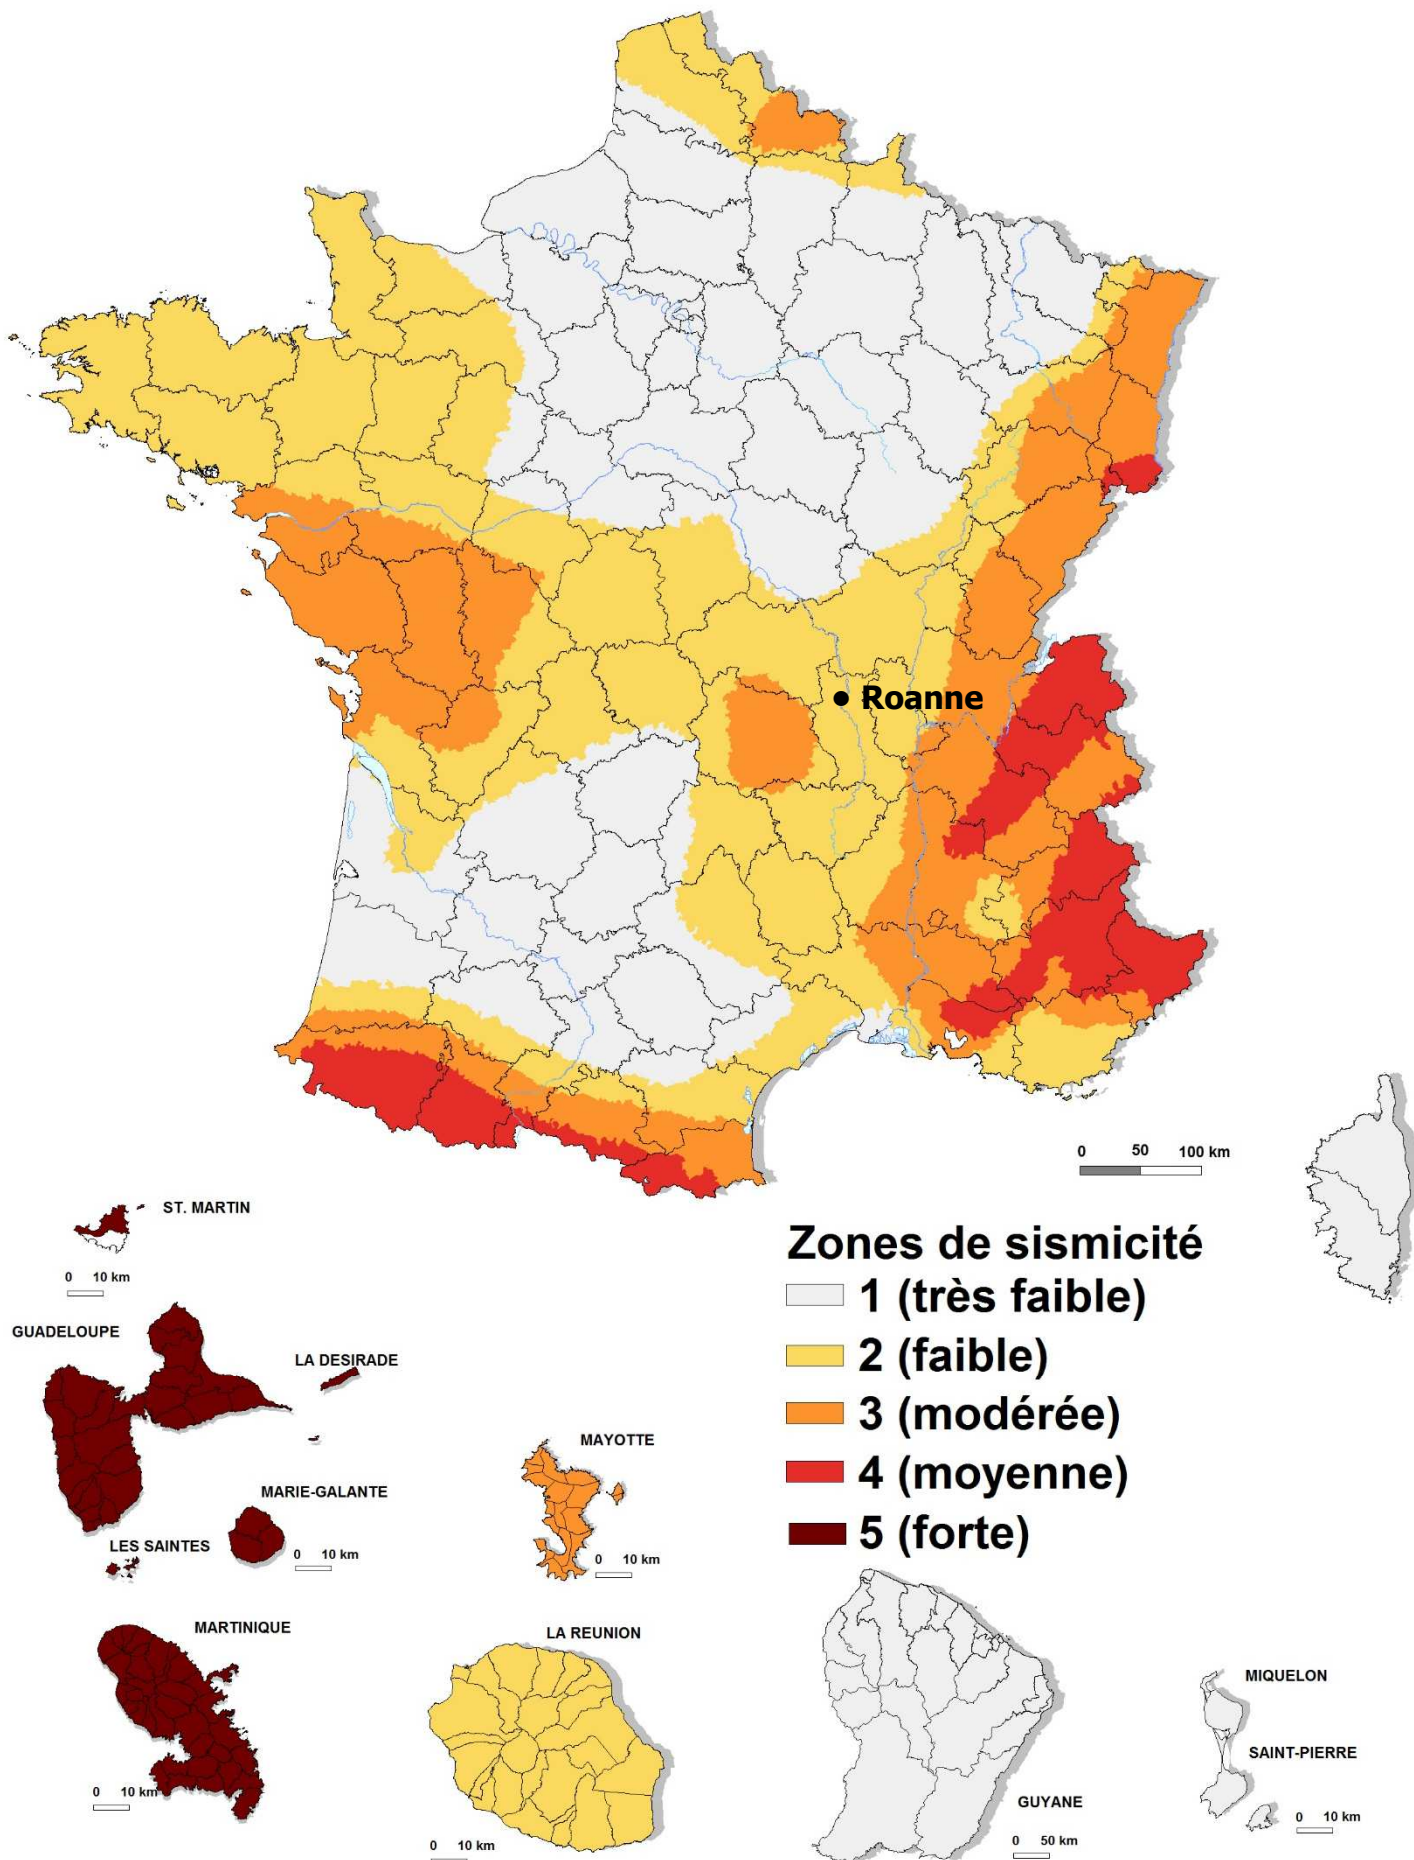 Roanne
0 50 100 km
ST. MARTIN
0 10 km
Zones de sismicité
1 (très faible)
2 (faible)
3 (modérée)
4 (moyenne)
5 (forte)
GUADELOUPE
LA DESIRADE
MARIE-GALANTE
0 10 km
LES SAINTES
MAYOTTE
0 10 km
MARTINIQUE
0 10 km
LA REUNION
0 10 km
GUYANE
0 50 km
MIQUELON
SAINT-PIERRE
0 10 km